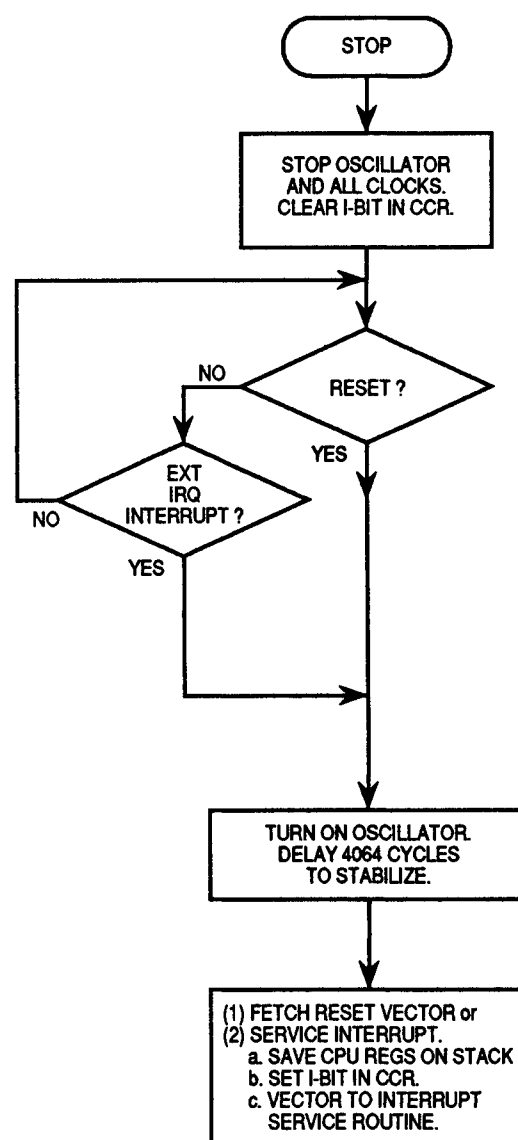 STOP
STOP OSCILLATOR
AND ALL CLOCKS.
CLEAR I-BIT IN CCR.
RESET ?
NO
YES
EXT
IRQ
INTERRUPT ?
NO
YES
TURN ON OSCILLATOR.
DELAY 4064 CYCLES
TO STABILIZE.
(1) FETCH RESET VECTOR or
(2) SERVICE INTERRUPT.
a. SAVE CPU REGS ON STACK
b. SET I-BIT IN CCR.
c. VECTOR TO INTERRUPT
SERVICE ROUTINE.